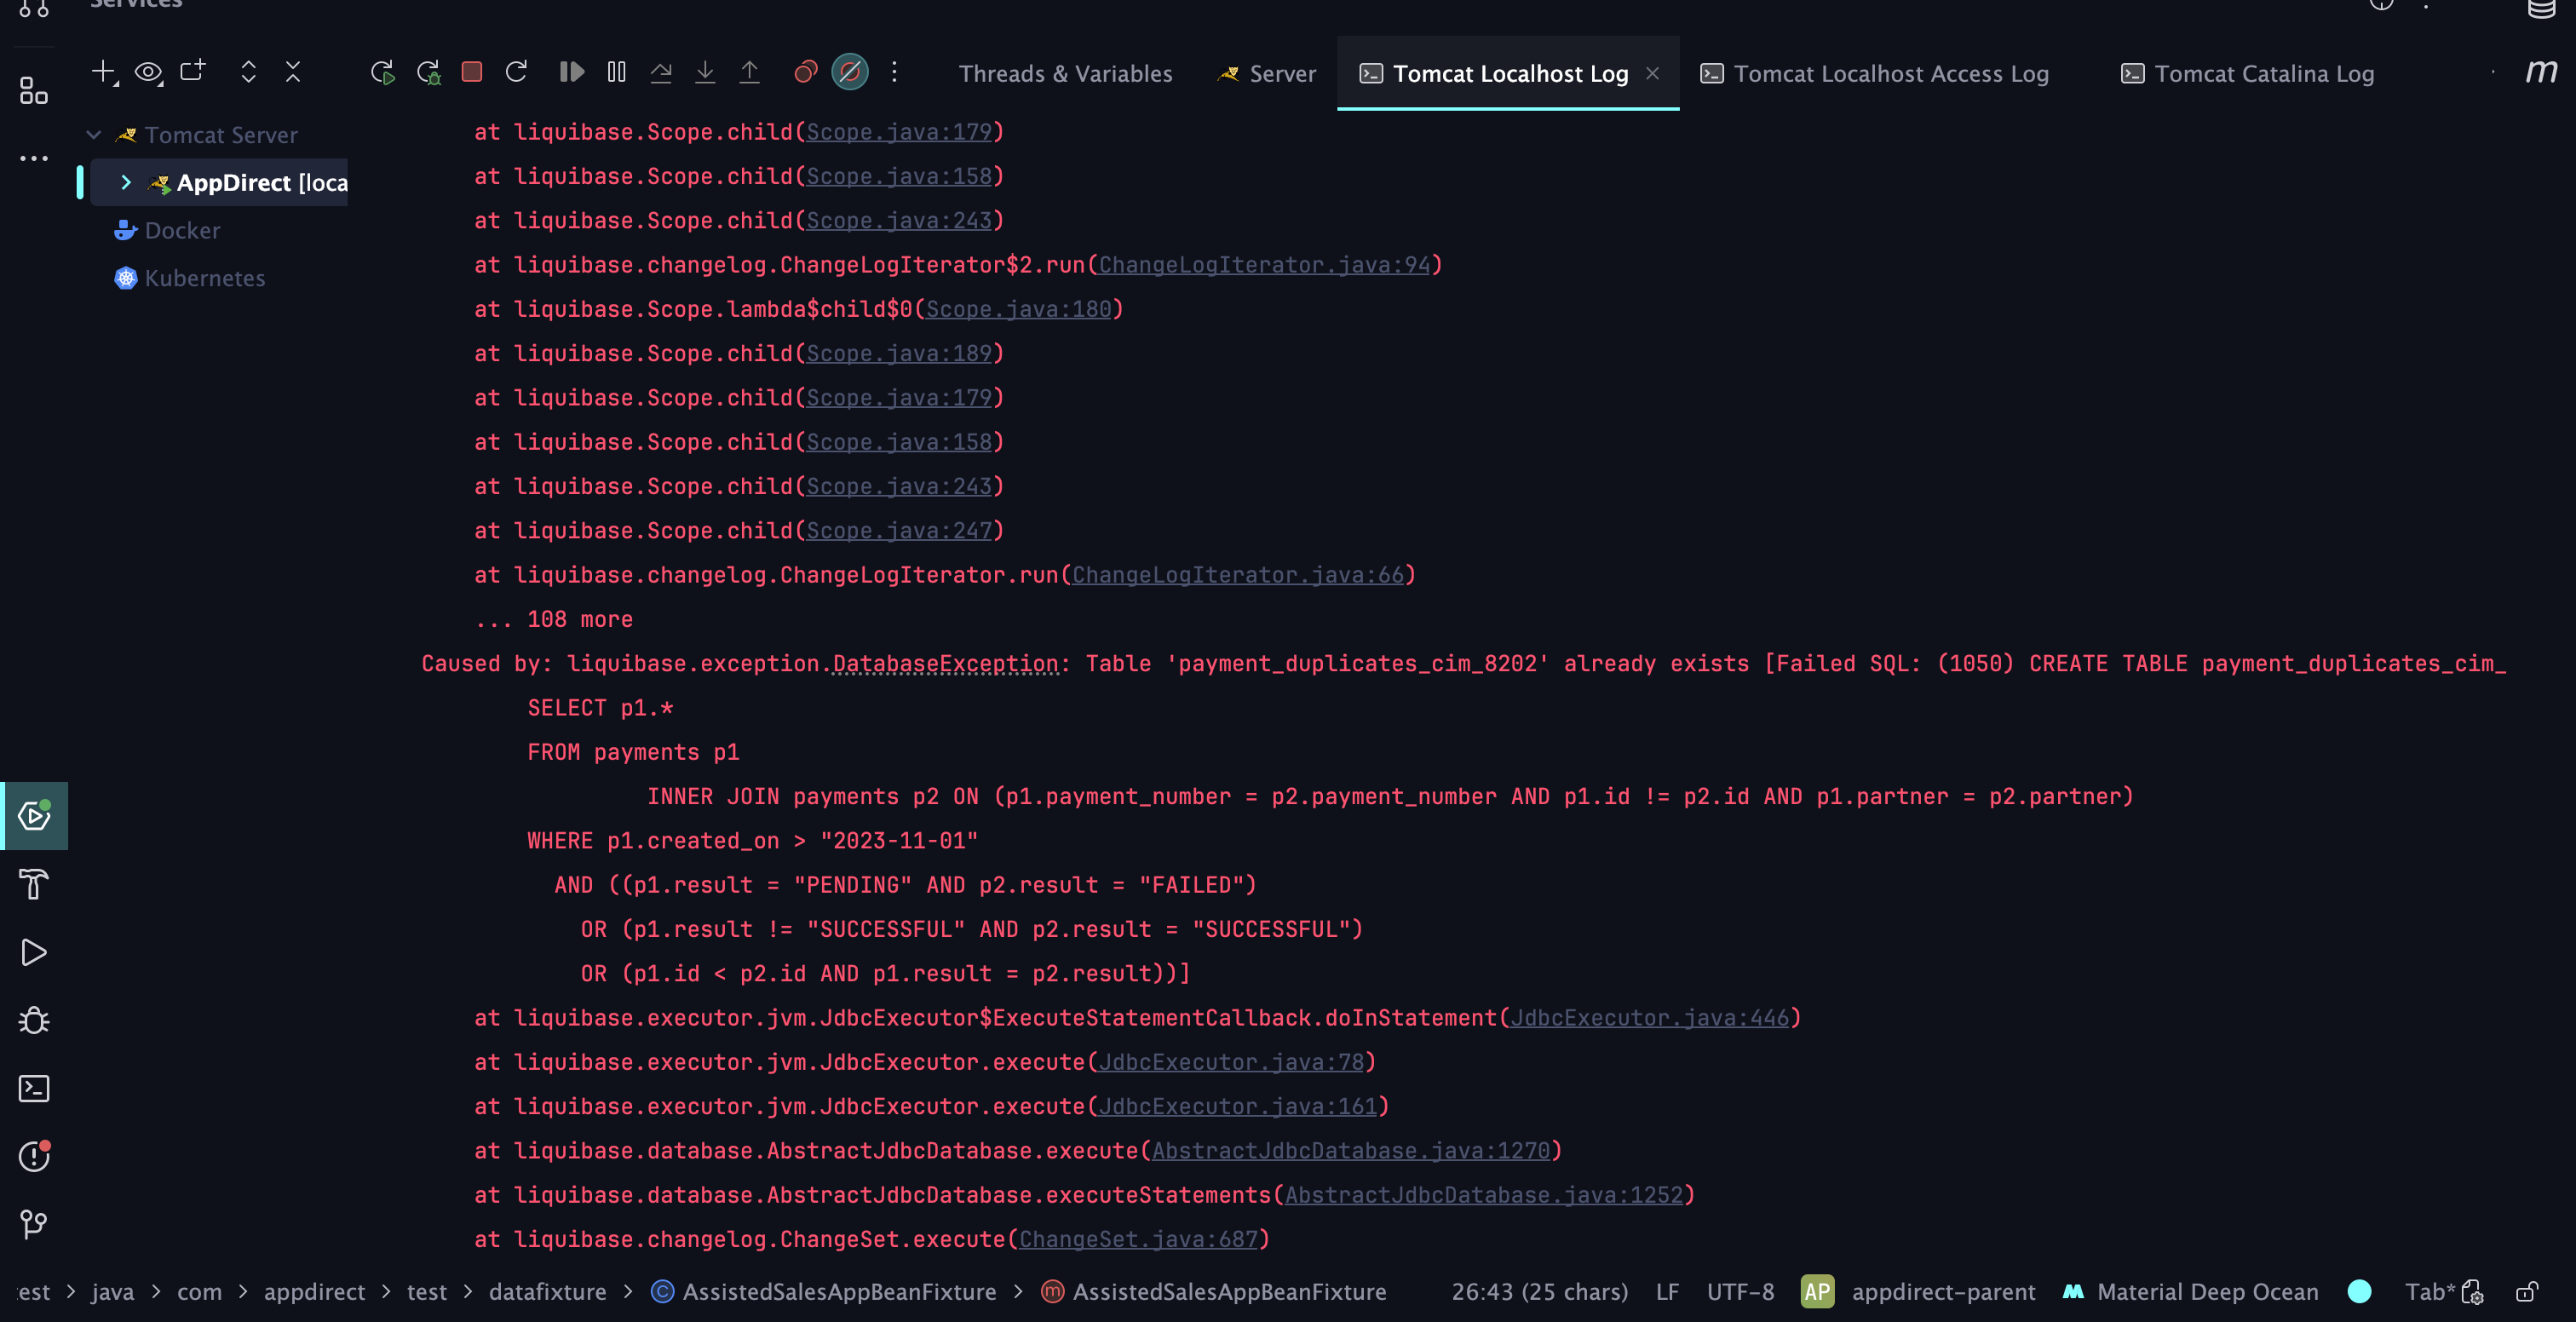 Services
Threads & Variables
Server
Tomcat Localhost Log
Tomcat Localhost Access Log
Tomcat Catalina Log
m
Tomcat Server
AppDirect [loca
Docker
Kubernetes
at liquibase.Scope.child(Scope.java:179)
at liquibase.Scope.child(Scope.java:158)
at liquibase.Scope.child(Scope.java:243)
at liquibase.changelog.ChangeLogIterator$2.run(ChangeLogIterator.java:94)
at liquibase.Scope.lambda$child$0(Scope.java:180)
at liquibase.Scope.child(Scope.java:189)
at liquibase.Scope.child(Scope.java:179)
at liquibase.Scope.child(Scope.java:158)
at liquibase.Scope.child(Scope.java:243)
at liquibase.Scope.child(Scope.java:247)
at liquibase.changelog.ChangeLogIterator.run(ChangeLogIterator.java:66)
... 108 more
Caused by: liquibase.exception.DatabaseException: Table 'payment_duplicates_cim_8202' already exists [Failed SQL: (1050) CREATE TABLE payment_duplicates_cim_
SELECT p1.*
FROM payments p1
INNER JOIN payments p2 ON (p1.payment_number = p2.payment_number AND p1.id != p2.id AND p1.partner = p2.partner)
WHERE p1.created_on > "2023-11-01"
AND ((p1.result = "PENDING" AND p2.result = "FAILED")
OR (p1.result != "SUCCESSFUL" AND p2.result = "SUCCESSFUL")
OR (p1.id < p2.id AND p1.result = p2.result))]
at liquibase.executor.jvm.JdbcExecutor$ExecuteStatementCallback.doInStatement(JdbcExecutor.java:446)
at liquibase.executor.jvm.JdbcExecutor.execute(JdbcExecutor.java:78)
at liquibase.executor.jvm.JdbcExecutor.execute(JdbcExecutor.java:161)
at liquibase.database.AbstractJdbcDatabase.execute(AbstractJdbcDatabase.java:1270)
at liquibase.database.AbstractJdbcDatabase.executeStatements(AbstractJdbcDatabase.java:1252)
at liquibase.changelog.ChangeSet.execute(ChangeSet.java:687)
est > java > com > appdirect > test > datafixture > C AssistedSalesAppBeanFixture > m AssistedSalesAppBeanFixture 26:43 (25 chars) LF UTF-8 AP appdirect-parent Material Deep Ocean Tab*